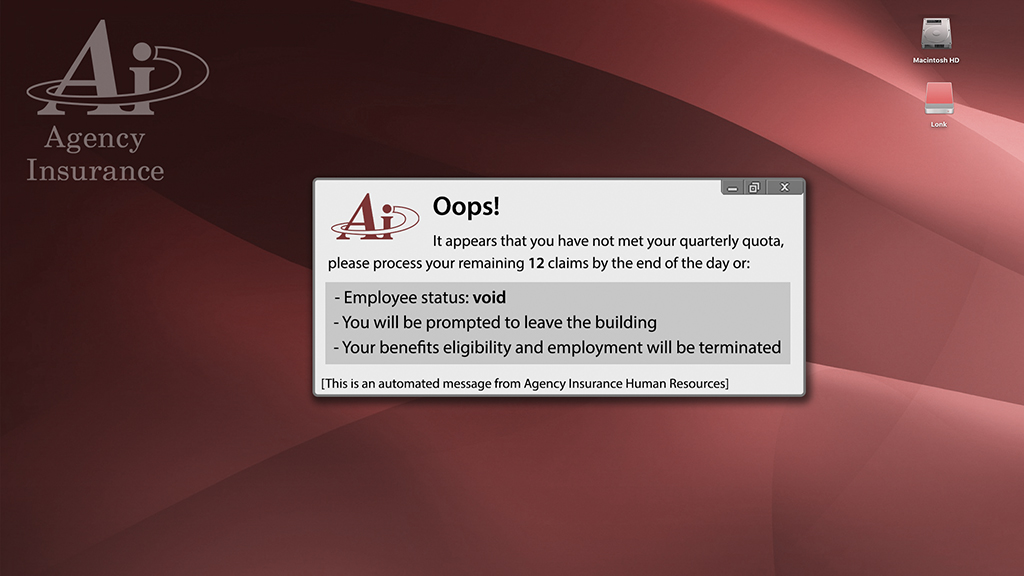 Ai
Agency
Insurance
Macintosh HD
Lonk
Ai
Oops!
It appears that you have not met your quarterly quota,
please process your remaining 12 claims by the end of the day or:
- Employee status: void
- You will be prompted to leave the building
- Your benefits eligibility and employment will be terminated
[This is an automated message from Agency Insurance Human Resources]